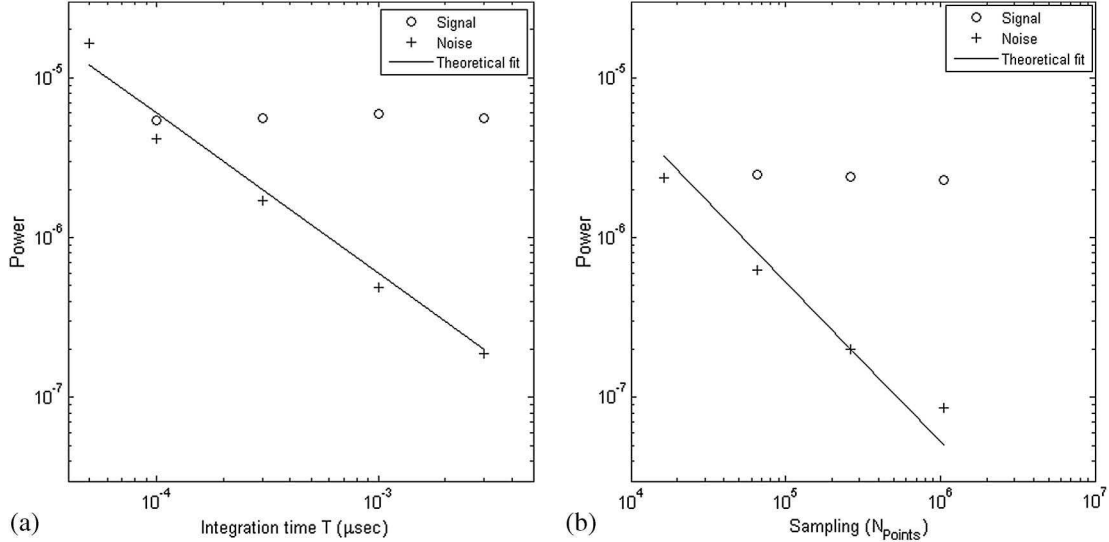 Signal
Noise
Theoretical fit
10^-5
10^-6
10^-7
Power
10^-4
10^-3
Integration time T (μsec)
(a)
Signal
Noise
Theoretical fit
10^-5
10^-6
10^-7
Power
10^4
10^5
10^6
10^7
Sampling (N_Points)
(b)